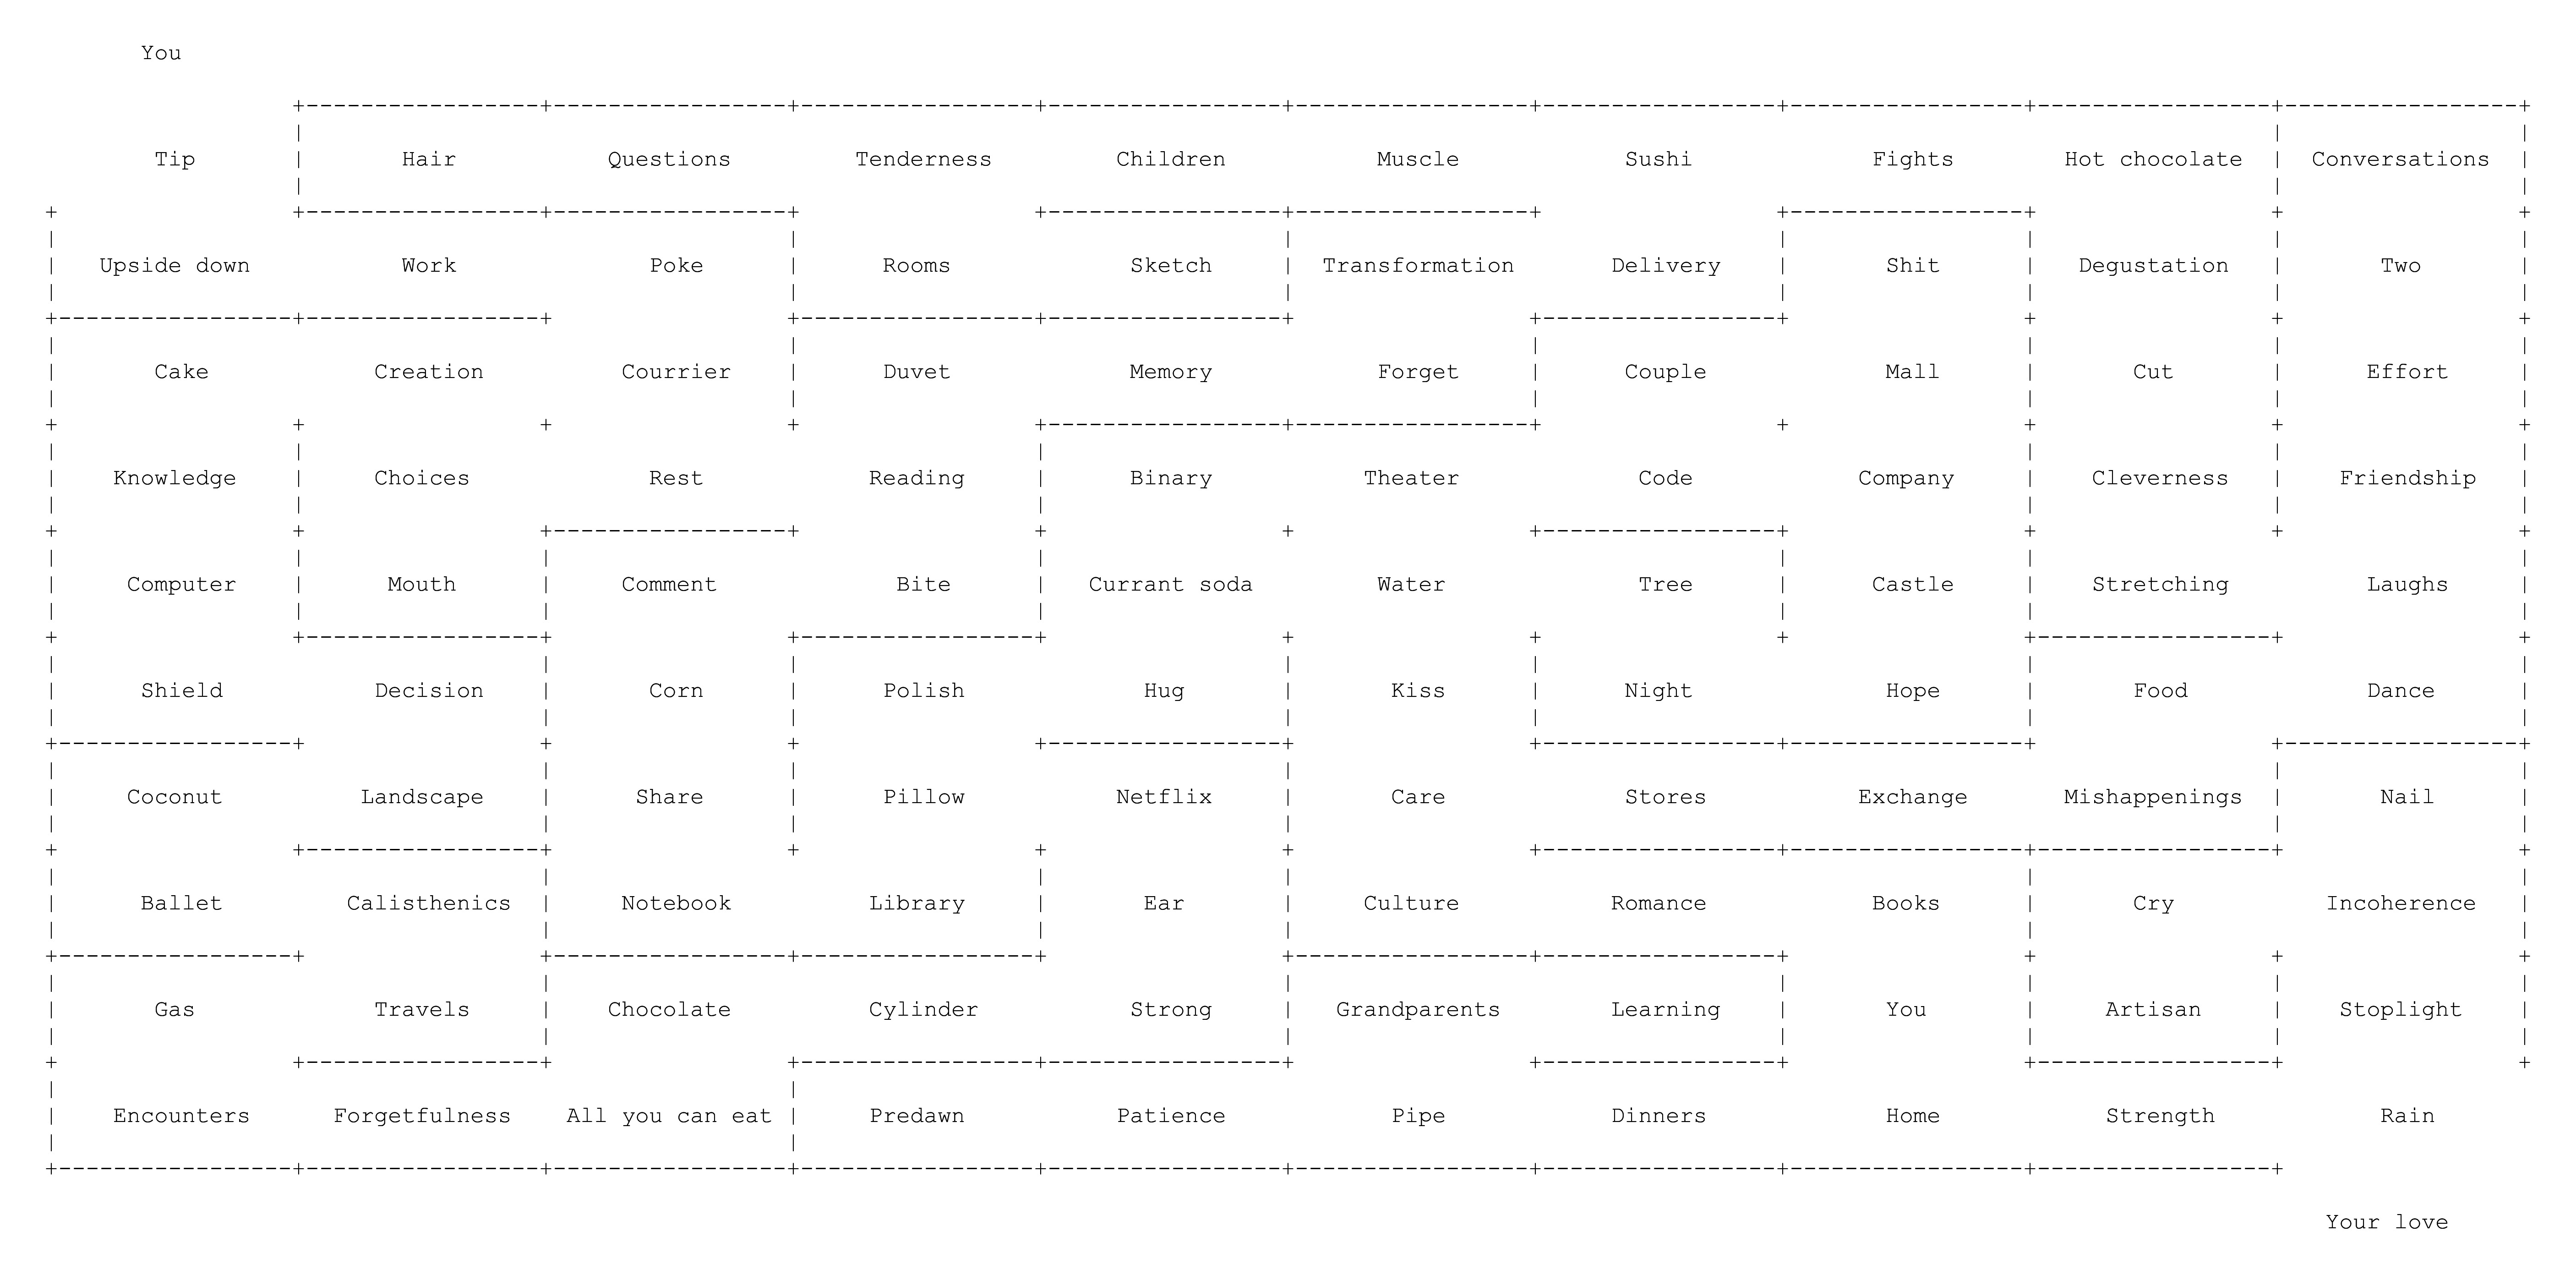 You
Tip Hair Questions Tenderness Children Muscle Sushi Fights Hot chocolate Conversations
Upside down Work Poke Rooms Sketch Transformation Delivery Shit Degustation Two
Cake Creation Courrier Duvet Memory Forget Couple Mall Cut Effort
Knowledge Choices Rest Reading Binary Theater Code Company Cleverness Friendship
Computer Mouth Comment Bite Currant soda Water Tree Castle Stretching Laughs
Shield Decision Corn Polish Hug Kiss Night Hope Food Dance
Coconut Landscape Share Pillow Netflix Care Stores Exchange Mishappenings Nail
Ballet Calisthenics Notebook Library Ear Culture Romance Books Cry Incoherence
Gas Travels Chocolate Cylinder Strong Grandparents Learning You Artisan Stoplight
Encounters Forgetfulness All you can eat Predawn Patience Pipe Dinners Home Strength Rain
Your love